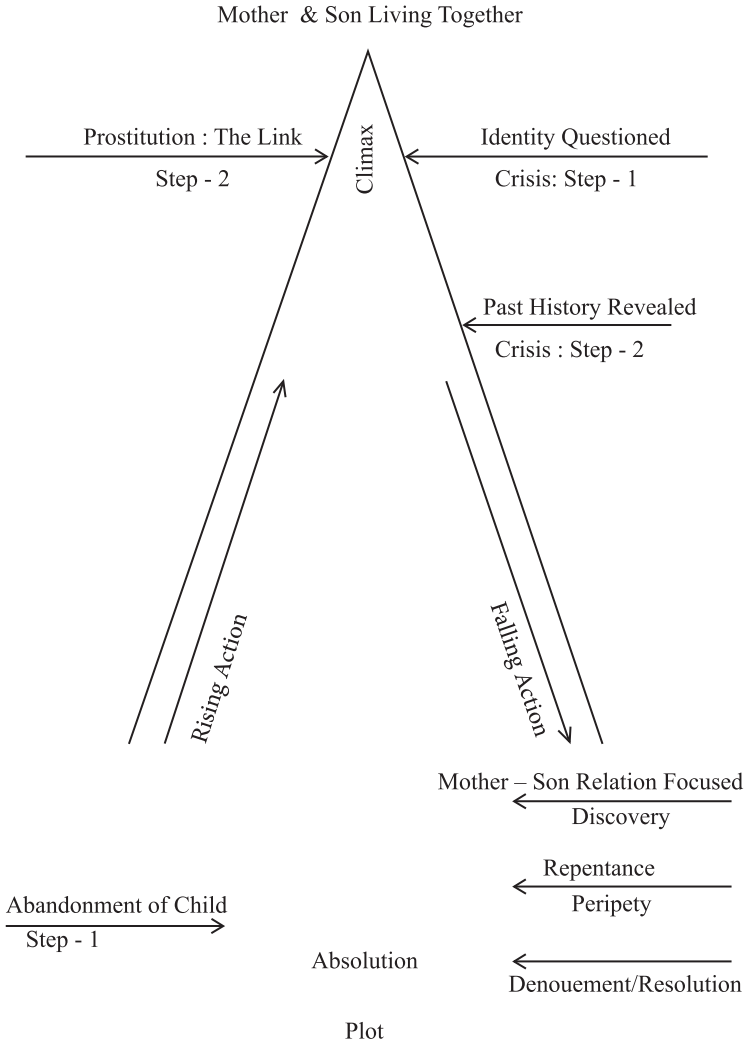 Mother & Son Living Together
Prostitution : The Link
Step - 2
Climax
Identity Questioned
Crisis: Step - 1
Past History Revealed
Crisis : Step - 2
Rising Action
Falling Action
Mother – Son Relation Focused
Discovery
Repentance
Peripety
Abandonment of Child
Step - 1
Absolution
Denouement/Resolution
Plot